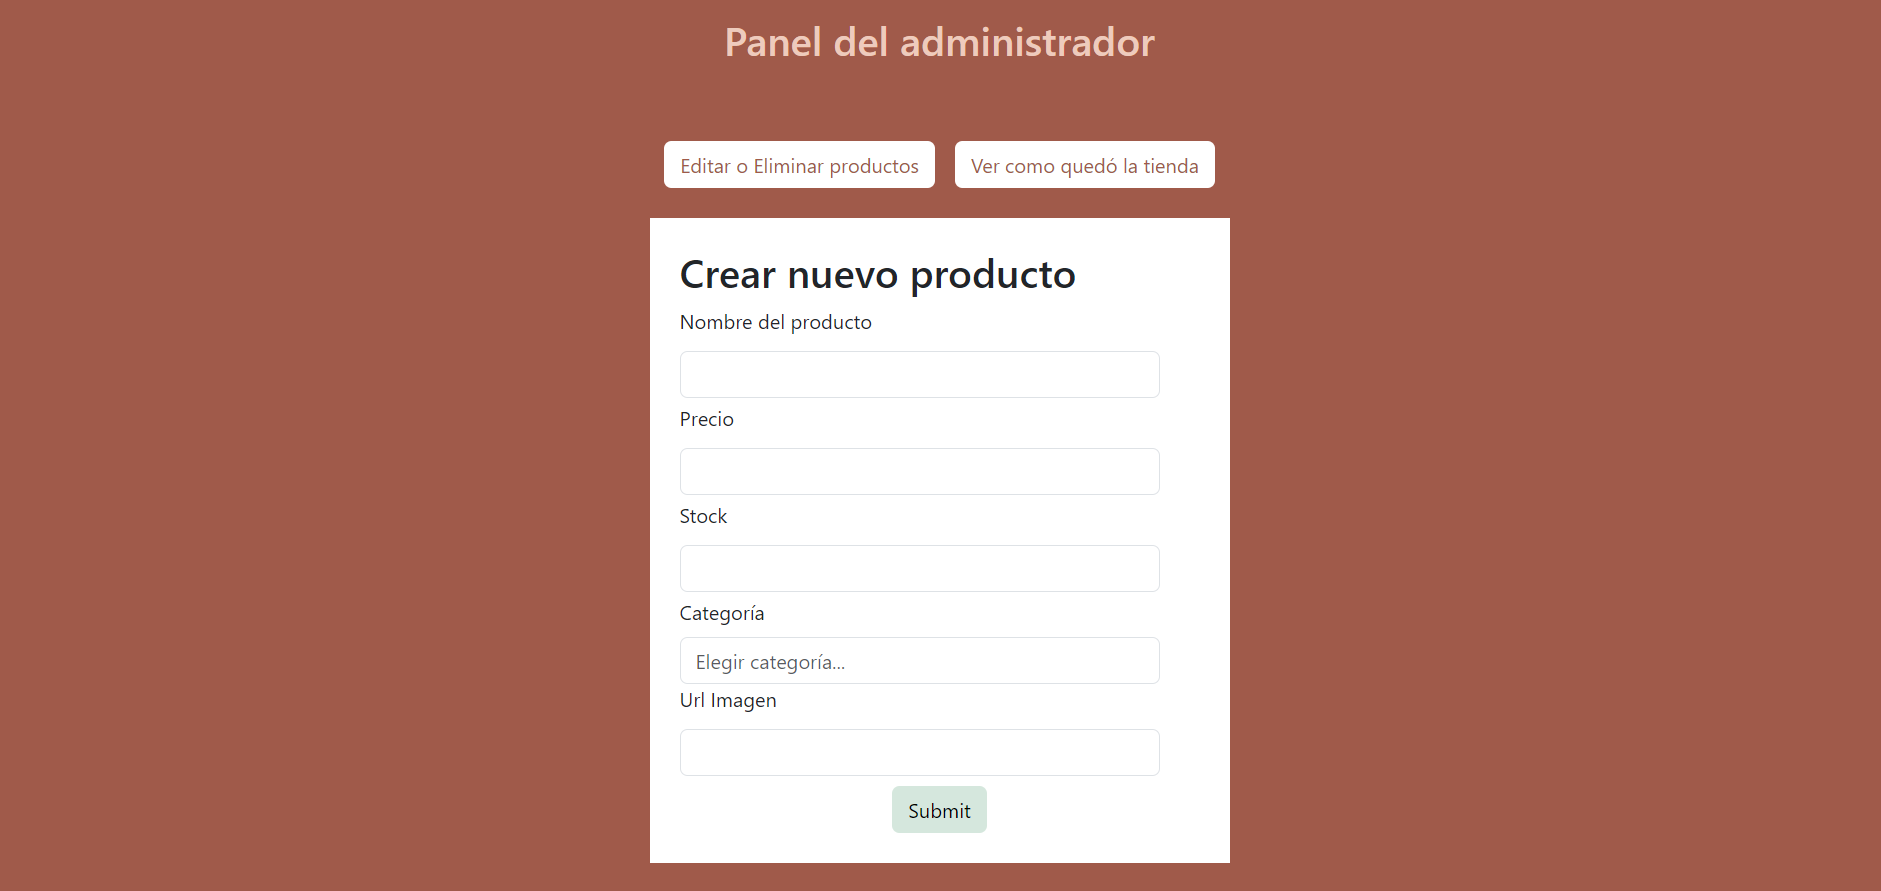 Panel del administrador
Editar o Eliminar productos Ver como quedó la tienda
Crear nuevo producto
Nombre del producto
Precio
Stock
Categoría
Elegir categoría...
Url Imagen
Submit